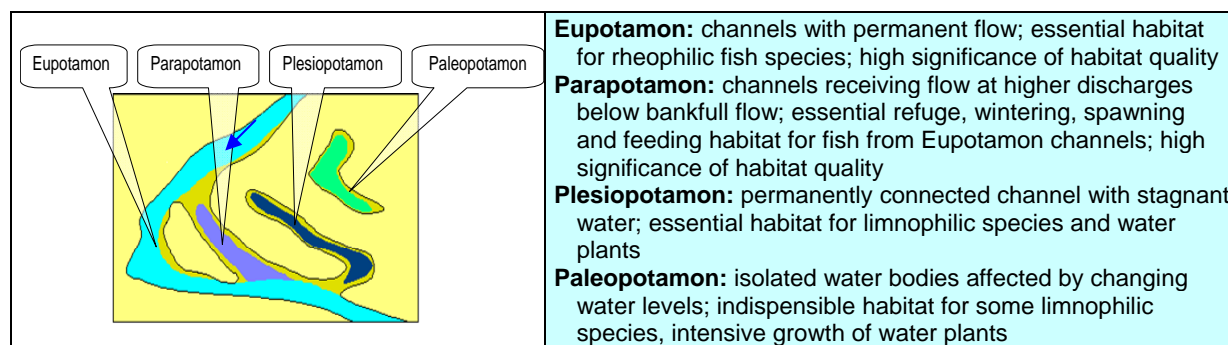 Eupotamon Parapotamon Plesiopotamon Paleopotamon
Eupotamon: channels with permanent flow; essential habitat
for rheophilic fish species; high significance of habitat quality
Parapotamon: channels receiving flow at higher discharges
below bankfull flow; essential refuge, wintering, spawning
and feeding habitat for fish from Eupotamon channels; high
significance of habitat quality
Plesiopotamon: permanently connected channel with stagnant
water; essential habitat for limnophilic species and water
plants
Paleopotamon: isolated water bodies affected by changing
water levels; indispensible habitat for some limnophilic
species, intensive growth of water plants